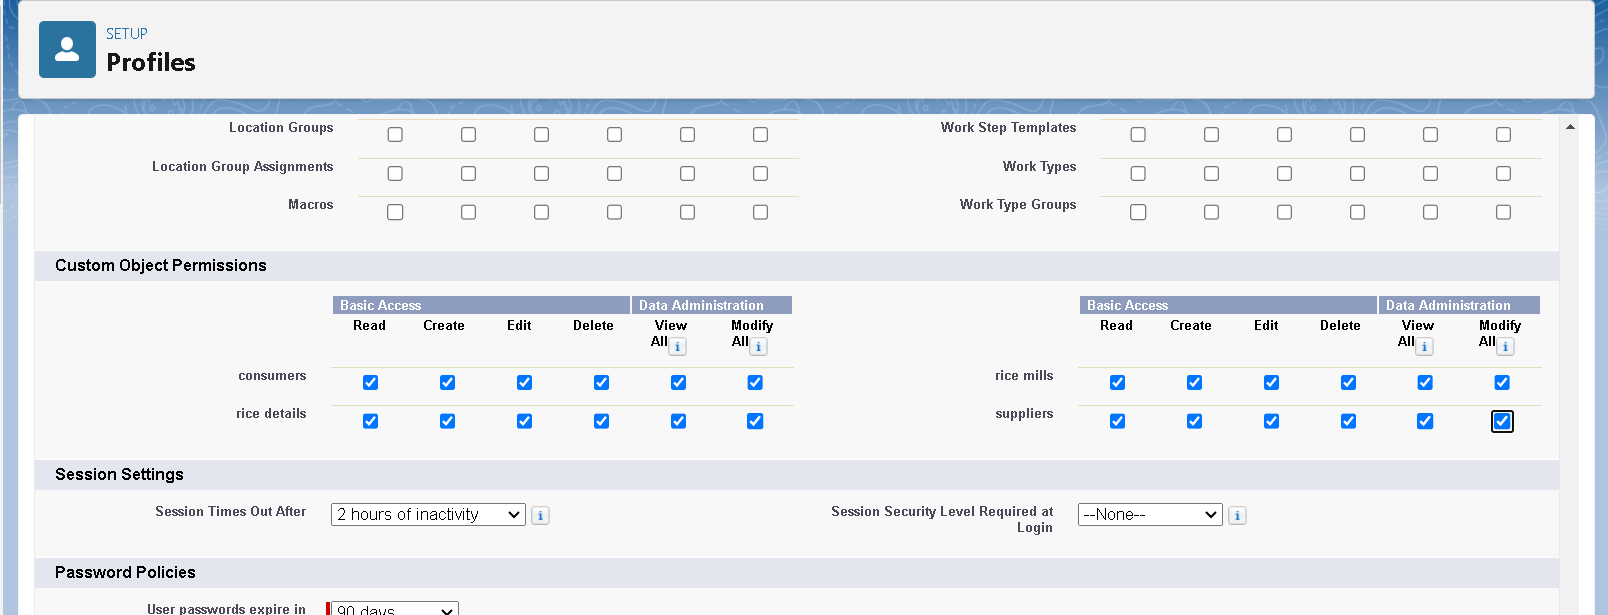 SETUP
Profiles
Location Groups
Work Step Templates
Location Group Assignments
Work Types
Macros
Work Type Groups
Custom Object Permissions
Basic Access Data Administration
Basic Access Data Administration
Read Create Edit Delete View All Modify All
Read Create Edit Delete View All Modify All
consumers
rice mills
rice details
suppliers
Session Settings
Session Times Out After 2 hours of inactivity
Session Security Level Required at
Login
--None--
Password Policies
User passwords expire in 90 days